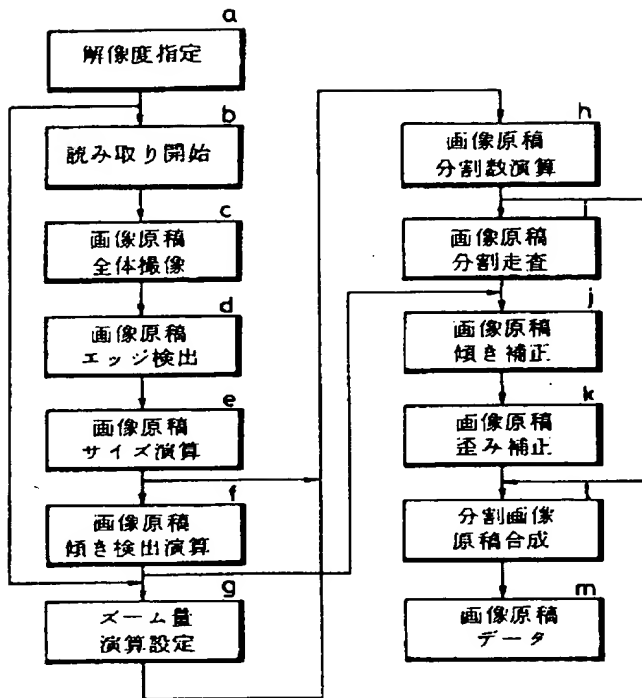 a
解像度指定
b
読み取り開始
c
画像原稿
全体撮像
d
画像原稿
エッジ検出
e
画像原稿
サイズ演算
f
画像原稿
傾き検出演算
g
ズーム量
演算設定
h
画像原稿
分割数演算
i
画像原稿
分割走査
j
画像原稿
傾き補正
k
画像原稿
歪み補正
l
分割画像
原稿合成
m
画像原稿
データ